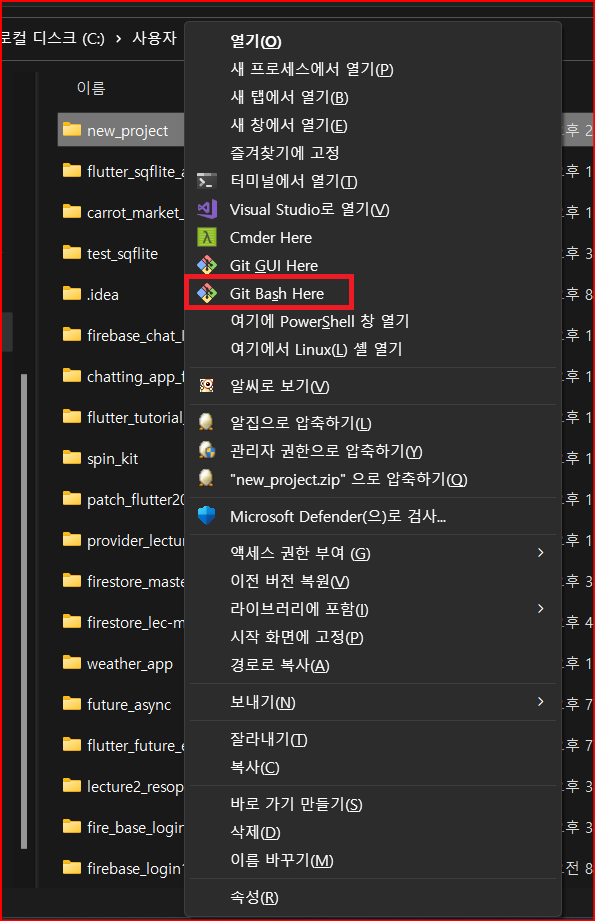 로컬 디스크 (C:) > 사용자
이름
new_project
flutter_sqflite_a
carrot_market_
test_sqflite
.idea
firebase_chat_
chatting_app_f
flutter_tutorial_
spin_kit
patch_flutter20
provider_lectur
firestore_maste
firestore_lec-m
weather_app
future_async
flutter_future_e
lecture2_resop
fire_base_login
firebase_login
열기(O)
새 프로세스에서 열기(P)
새 탭에서 열기(B)
새 창에서 열기(E)
즐겨찾기에 고정
터미널에서 열기(T)
Visual Studio로 열기(V)
Cmder Here
Git GUI Here
Git Bash Here
여기에 PowerShell 창 열기
여기에서 Linux(L) 셸 열기
알씨로 보기(V)
알집으로 압축하기(L)
관리자 권한으로 압축하기(Y)
"new_project.zip" 으로 압축하기(Q)
Microsoft Defender(으)로 검사...
액세스 권한 부여 (G)
이전 버전 복원(V)
라이브러리에 포함(I)
시작 화면에 고정(P)
경로로 복사(A)
보내기(N)
잘라내기(T)
복사(C)
바로 가기 만들기(S)
삭제(D)
이름 바꾸기(M)
속성(R)
후 2
후 1
후 1
후 3
후 8
후 1
후 1
후 1
후 1
후 1
후 1
후 3
후 4
후 1
후 7
후 7
후 3
후 3
전 8